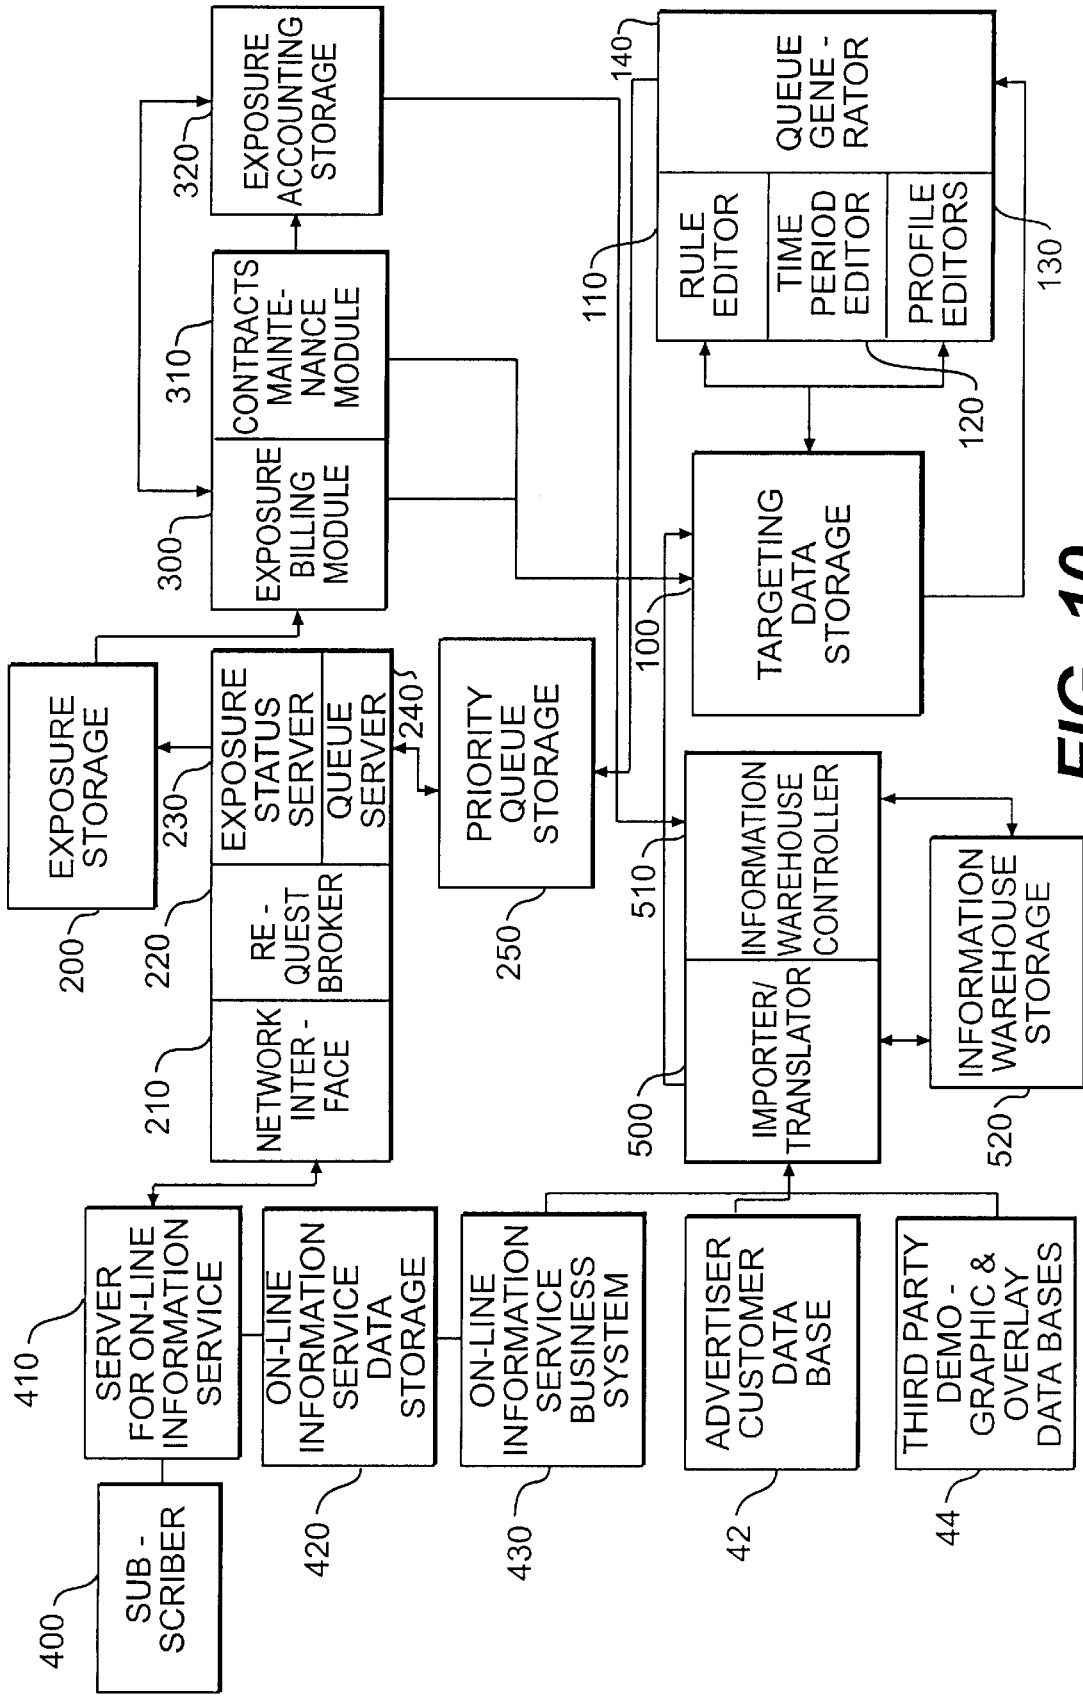 400
SUB -
SCRIBER
410
SERVER
FOR ON-LINE
INFORMATION
SERVICE
420
ON-LINE
INFORMATION
SERVICE
DATA
STORAGE
430
ON-LINE
INFORMATION
SERVICE
BUSINESS
SYSTEM
42
ADVERTISER
CUSTOMER
DATA
BASE
44
THIRD PARTY
DEMO -
GRAPHIC &
OVERLAY
DATA BASES
200
EXPOSURE
STORAGE
210
NETWORK
INTER -
FACE
220
RE -
QUEST
BROKER
230
EXPOSURE
STATUS
SERVER
240
QUEUE
SERVER
250
PRIORITY
QUEUE
STORAGE
300
EXPOSURE
BILLING
MODULE
310
CONTRACTS
MAINTE -
NANCE
MODULE
320
EXPOSURE
ACCOUNTING
STORAGE
500
IMPORTER/
TRANSLATOR
510
INFORMATION
WAREHOUSE
CONTROLLER
520
INFORMATION
WAREHOUSE
STORAGE
100
TARGETING
DATA
STORAGE
110
RULE
EDITOR
120
TIME
PERIOD
EDITOR
130
PROFILE
EDITORS
140
QUEUE
GENE -
RATOR
FIG. 10